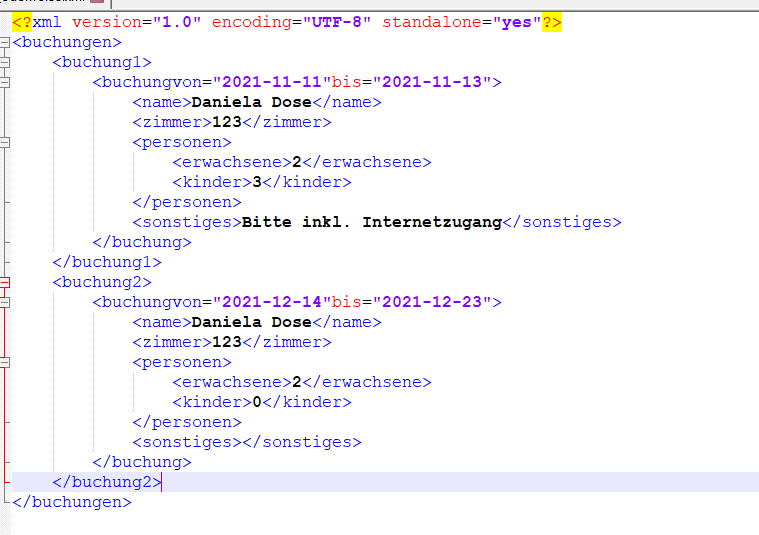 <?xml version="1.0" encoding="UTF-8" standalone="yes"?>
<buchungen>
    <buchung1>
        <buchungvon="2021-11-11"bis="2021-11-13">
            <name>Daniela Dose</name>
            <zimmer>123</zimmer>
            <personen>
                <erwachsene>2</erwachsene>
                <kinder>3</kinder>
            </personen>
            <sonstiges>Bitte inkl. Internetzugang</sonstiges>
        </buchung>
    </buchung1>
    <buchung2>
        <buchungvon="2021-12-14"bis="2021-12-23">
            <name>Daniela Dose</name>
            <zimmer>123</zimmer>
            <personen>
                <erwachsene>2</erwachsene>
                <kinder>0</kinder>
            </personen>
            <sonstiges></sonstiges>
        </buchung>
    </buchung2>
</buchungen>